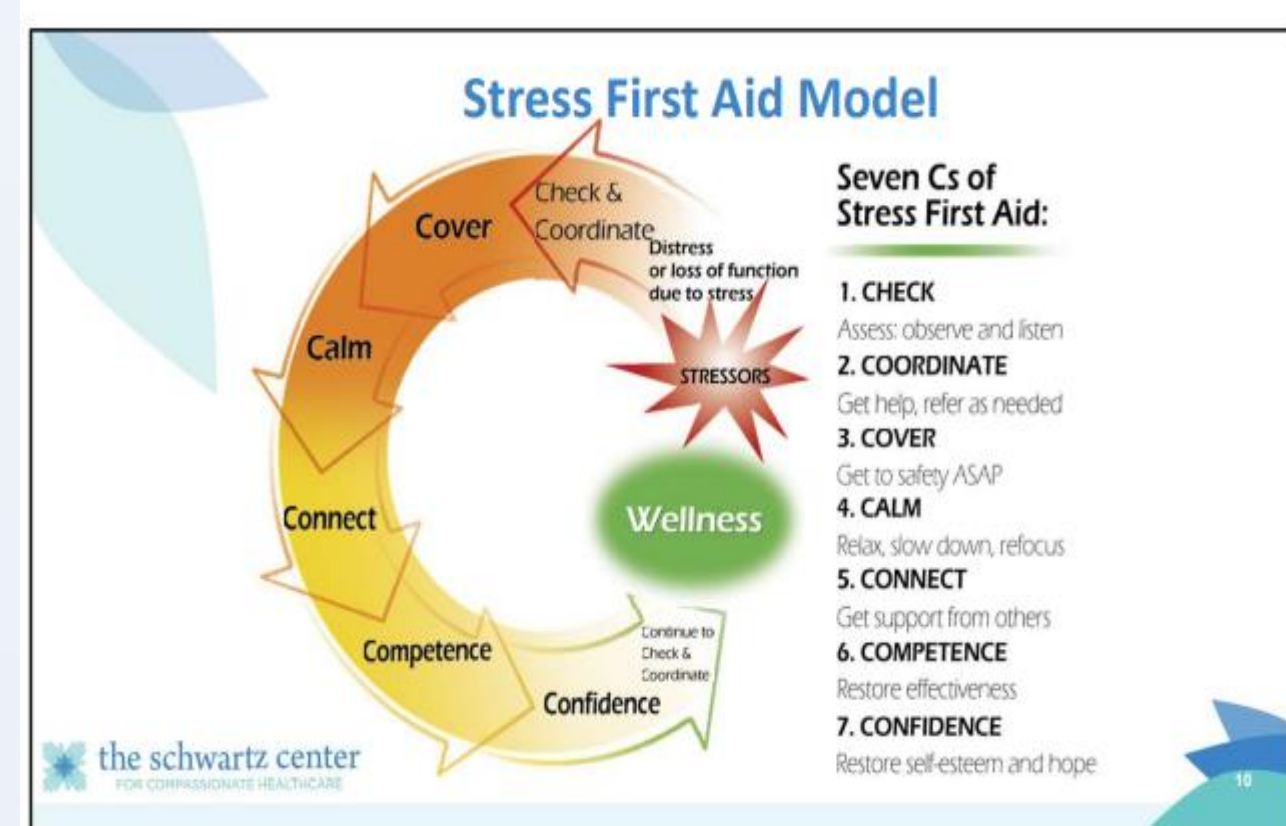 Stress First Aid Model
Check &
Coordinate
Cover
Distress
or loss of function
due to stress
STRESSORS
Calm
Connect
Wellness
Competence
Continue to
Check &
Coordinate
Confidence
Seven Cs of
Stress First Aid:
1. CHECK
Assess: observe and listen
2. COORDINATE
Get help, refer as needed
3. COVER
Get to safety ASAP
4. CALM
Relax, slow down, refocus
5. CONNECT
Get support from others
6. COMPETENCE
Restore effectiveness
7. CONFIDENCE
Restore self-esteem and hope
the schwartz center
FOR COMPASSIONATE HEALTHCARE
10